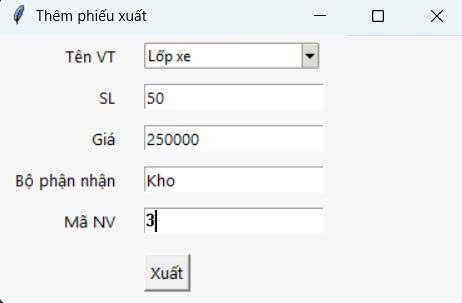 Thêm phiếu xuất
Tên VT Lốp xe
SL 50
Giá 250000
Bộ phận nhận Kho
Mã NV 3
Xuất